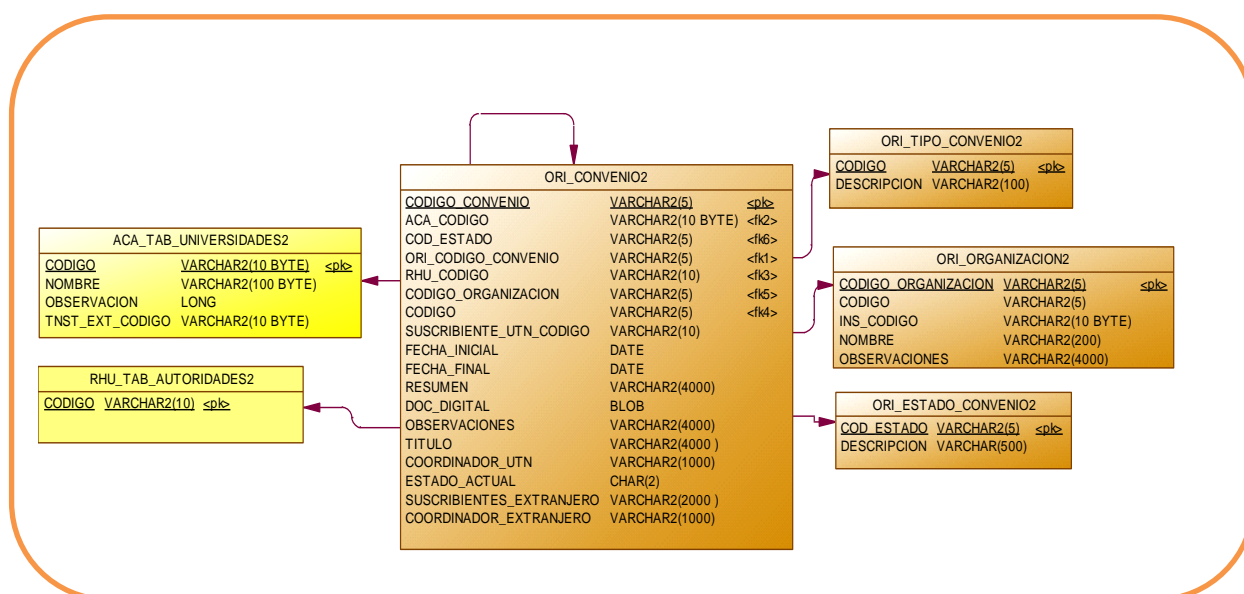 ACA_TAB_UNIVERSIDADES2
CODIGO VARCHAR2(10 BYTE) <pk>
NOMBRE VARCHAR2(100 BYTE)
OBSERVACION LONG
TNST_EXT_CODIGO VARCHAR2(10 BYTE)
RHU_TAB_AUTORIDADES2
CODIGO VARCHAR2(10) <pk>
ORI_CONVENIO2
CODIGO_CONVENIO VARCHAR2(5) <pk>
ACA_CODIGO VARCHAR2(10 BYTE) <fk2>
COD_ESTADO VARCHAR2(5) <fk6>
ORI_CODIGO_CONVENIO VARCHAR2(5) <fk1>
RHU_CODIGO VARCHAR2(10) <fk3>
CODIGO_ORGANIZACION VARCHAR2(5) <fk5>
CODIGO VARCHAR2(5) <fk4>
SUSCRIBIENTE_UTN_CODIGO VARCHAR2(10)
FECHA_INICIAL DATE
FECHA_FINAL DATE
RESUMEN VARCHAR2(4000)
DOC_DIGITAL BLOB
OBSERVACIONES VARCHAR2(4000)
TITULO VARCHAR2(4000 )
COORDINADOR_UTN VARCHAR2(1000)
ESTADO_ACTUAL CHAR(2)
SUSCRIBIENTES_EXTRANJERO VARCHAR2(2000 )
COORDINADOR_EXTRANJERO VARCHAR2(1000)
ORI_TIPO_CONVENIO2
CODIGO VARCHAR2(5) <pk>
DESCRIPCION VARCHAR2(100)
ORI_ORGANIZACION2
CODIGO_ORGANIZACION VARCHAR2(5) <pk>
CODIGO VARCHAR2(5)
INS_CODIGO VARCHAR2(10 BYTE)
NOMBRE VARCHAR2(200)
OBSERVACIONES VARCHAR2(4000)
ORI_ESTADO_CONVENIO2
COD_ESTADO VARCHAR2(5) <pk>
DESCRIPCION VARCHAR(500)